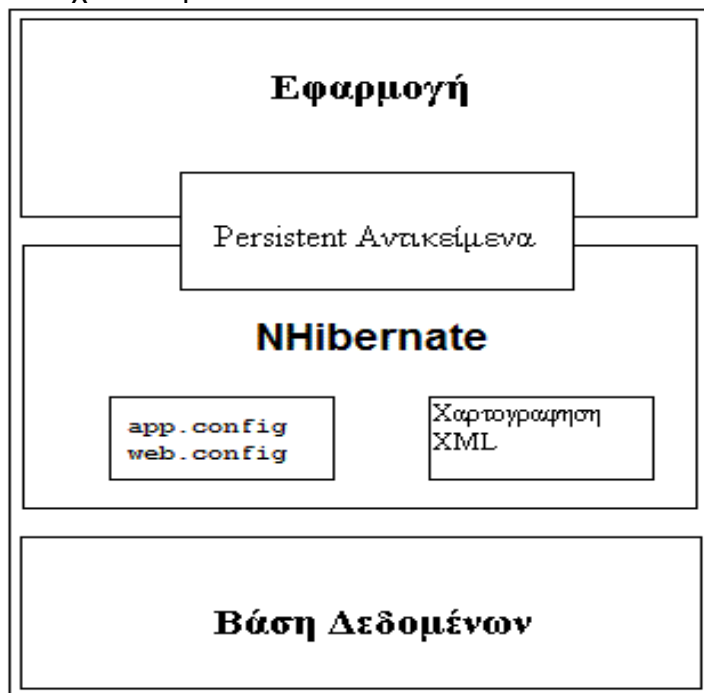 Εφαρμογή
Persistent Αντικείμενα
NHibernate
app.config
web.config
Χαρτογραφηση
XML
Βάση Δεδομένων